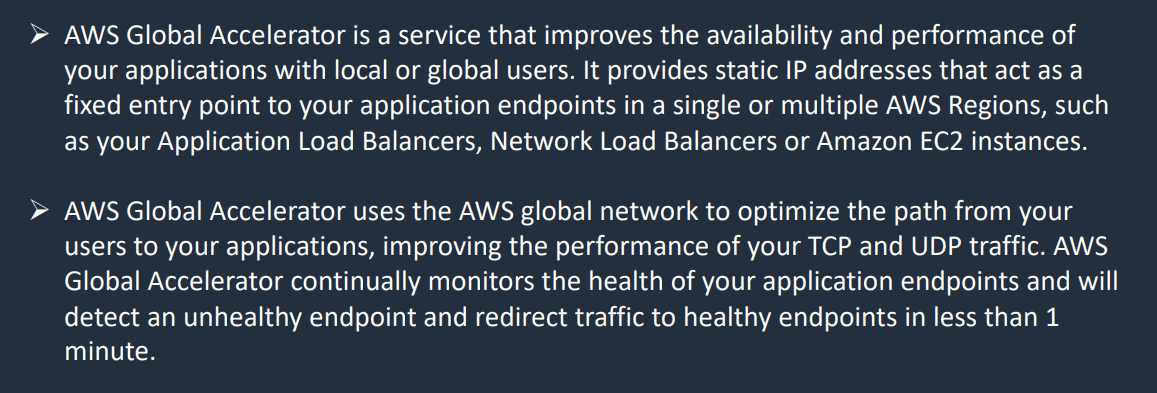 ➢ AWS Global Accelerator is a service that improves the availability and performance of
your applications with local or global users. It provides static IP addresses that act as a
fixed entry point to your application endpoints in a single or multiple AWS Regions, such
as your Application Load Balancers, Network Load Balancers or Amazon EC2 instances.
➢ AWS Global Accelerator uses the AWS global network to optimize the path from your
users to your applications, improving the performance of your TCP and UDP traffic. AWS
Global Accelerator continually monitors the health of your application endpoints and will
detect an unhealthy endpoint and redirect traffic to healthy endpoints in less than 1
minute.